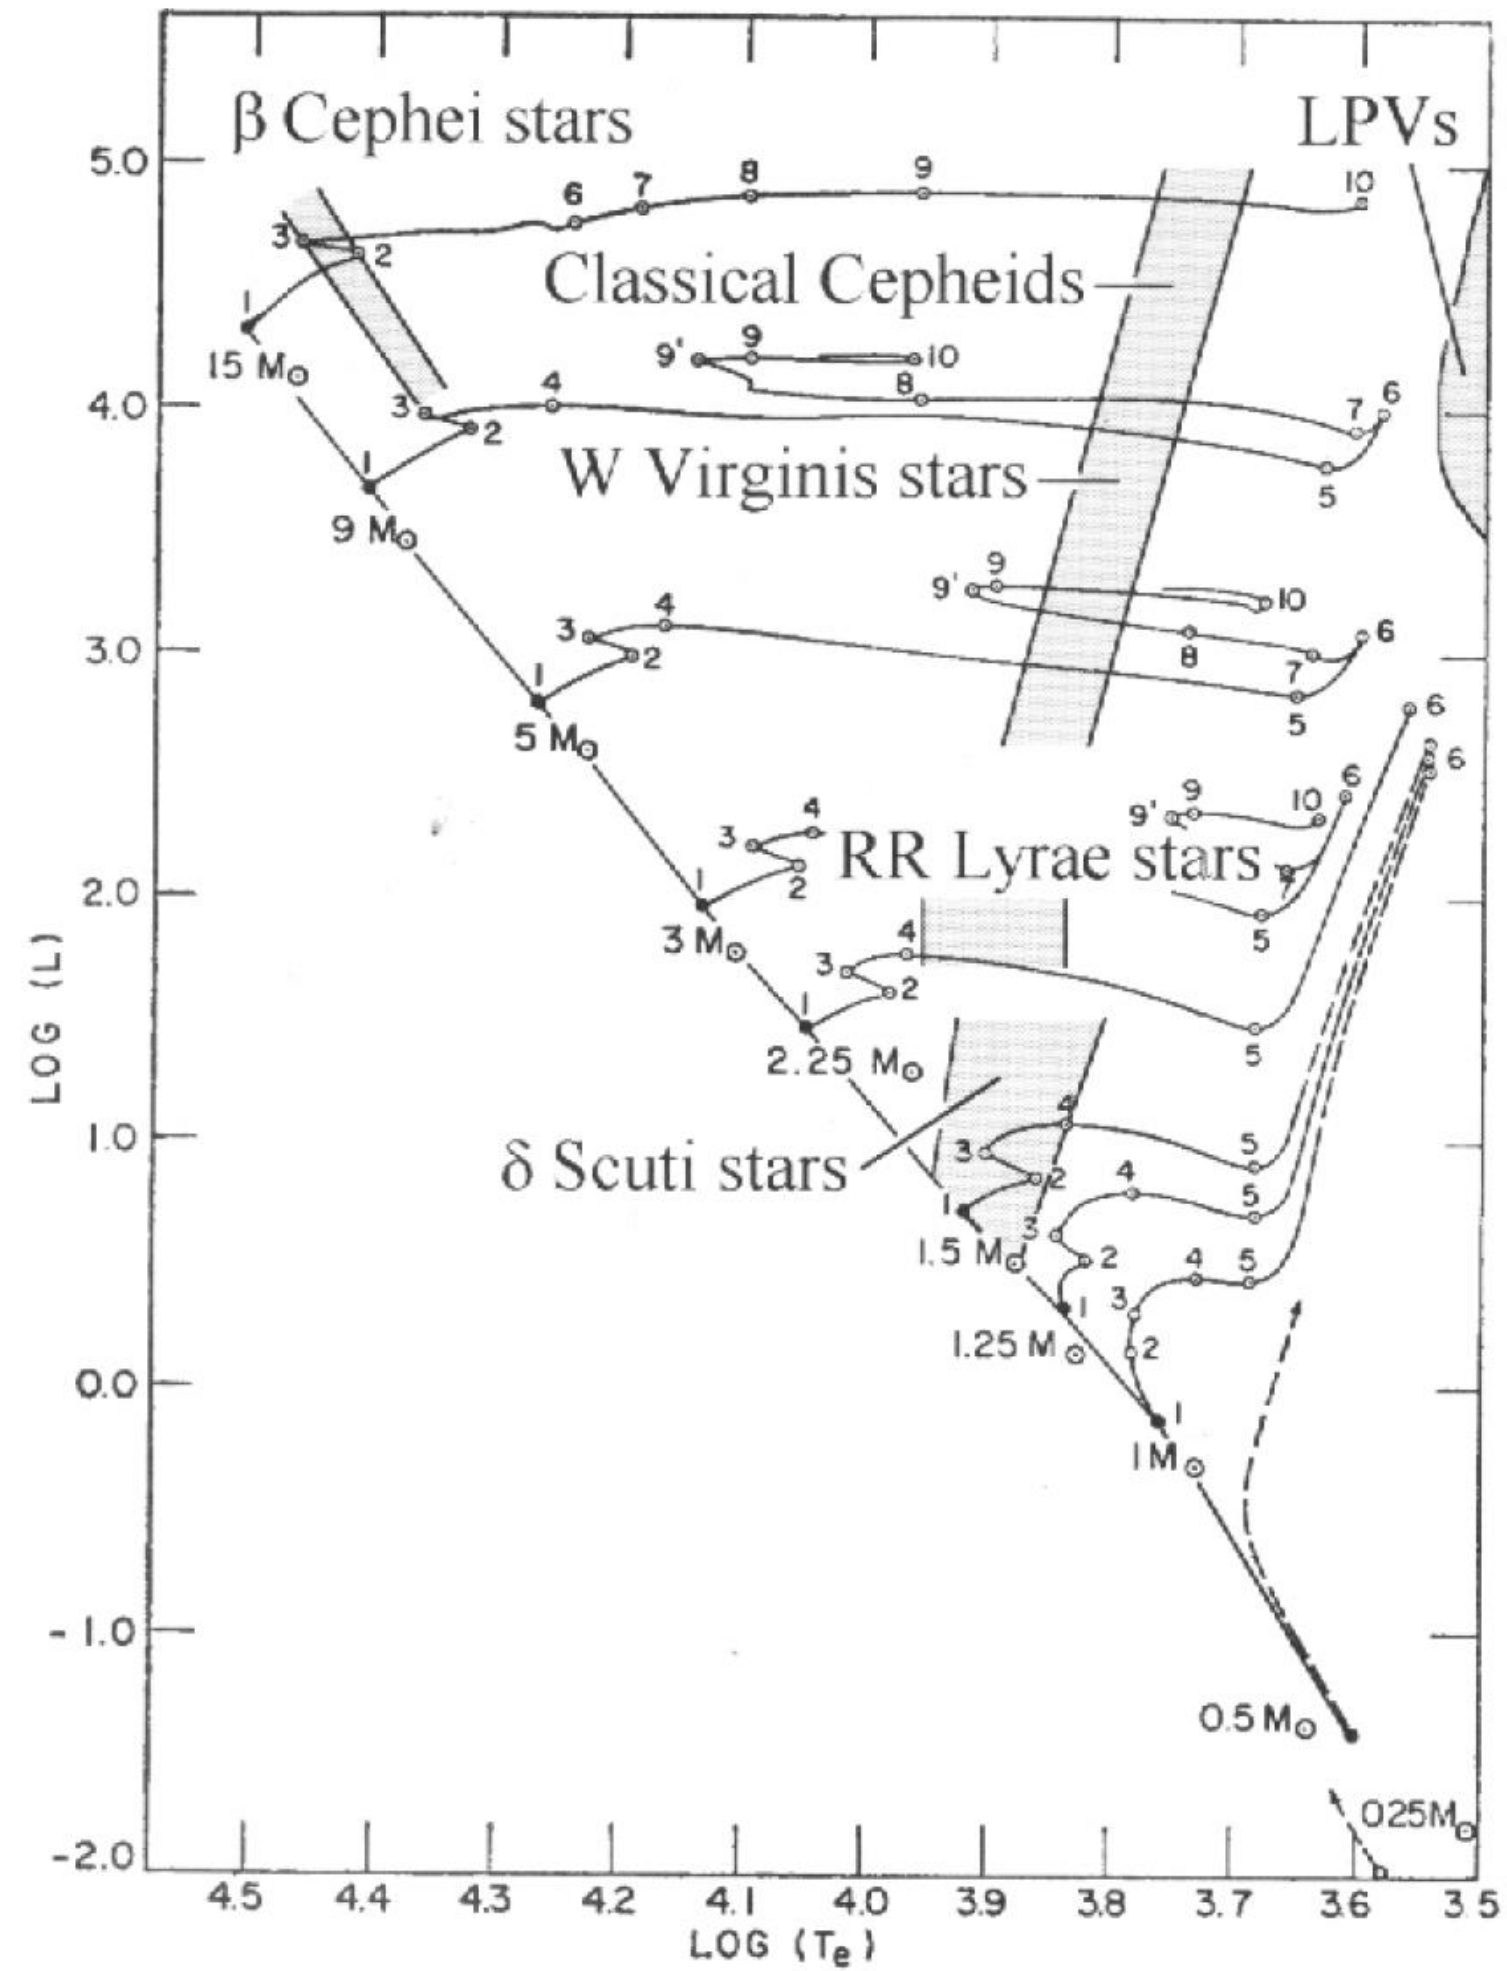 β Cephei stars
LPVs
5.0
6 7 8 9 10
3 2
Classical Cepheids
1
15 M⊙
9' 9 10
8
4.0
3 4 7 6
2
1
W Virginis stars
5
9 M⊙
9' 9 10
3 4 6
3.0
2 8 7
1 5
5 M⊙
6
6
9' 9 10 6
3 4
RR Lyrae stars
2 7
2.0
1 5
3 M⊙
3 4
2
1 5
2.25 M⊙
LOG (L)
4
1.0
3 5
δ Scuti stars
2 4
1 5
3
1.5 M⊙
2 4 5
1 3
1.25 M⊙
2
0.0
1
1 M⊙
-1.0
0.5 M⊙
025M⊙
-2.0
4.5 4.4 4.3 4.2 4.1 4.0 3.9 3.8 3.7 3.6 3.5
LOG (Te)